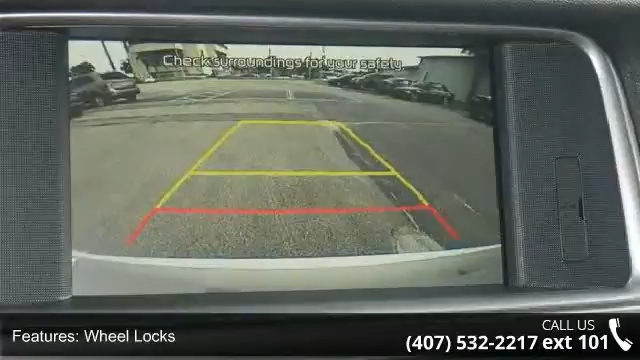 Check surroundings for your safety
Features: Wheel Locks
CALL US
(407) 532-2217 ext 101